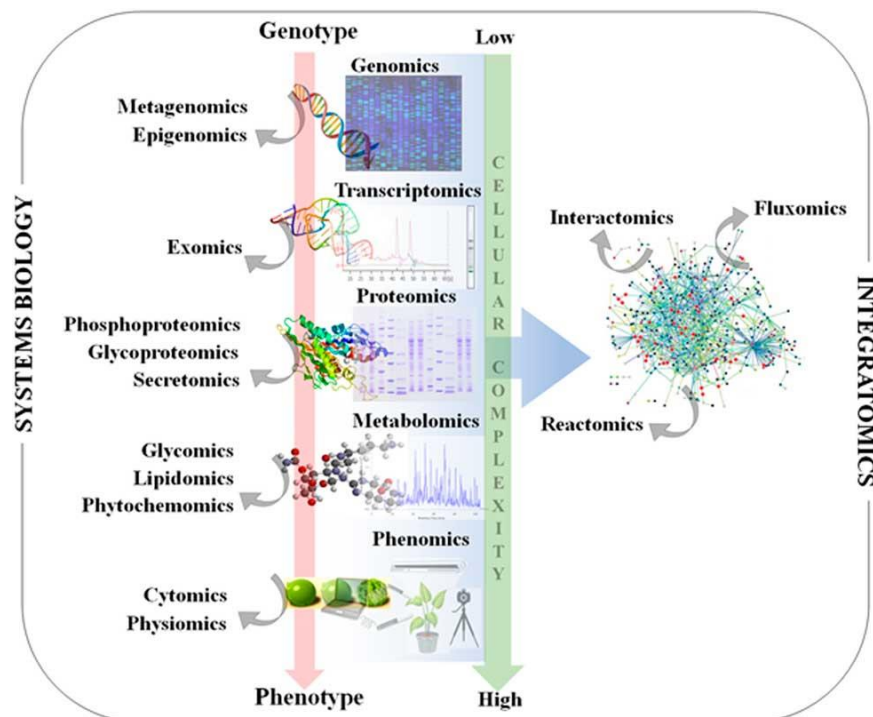 Genotype
Low
Genomics
Metagenomics
Epigenomics
Transcriptomics
Exomics
Proteomics
Phosphoproteomics
Glycoproteomics
Secretomics
Metabolomics
Glycomics
Lipidomics
Phytochemomics
Phenomics
Cytomics
Physiomics
Phenotype
High
CELLULAR COMPLEXITY
SYSTEMS BIOLOGY
Interactomics
Fluxomics
Reactomics
INTEGRATOMICS